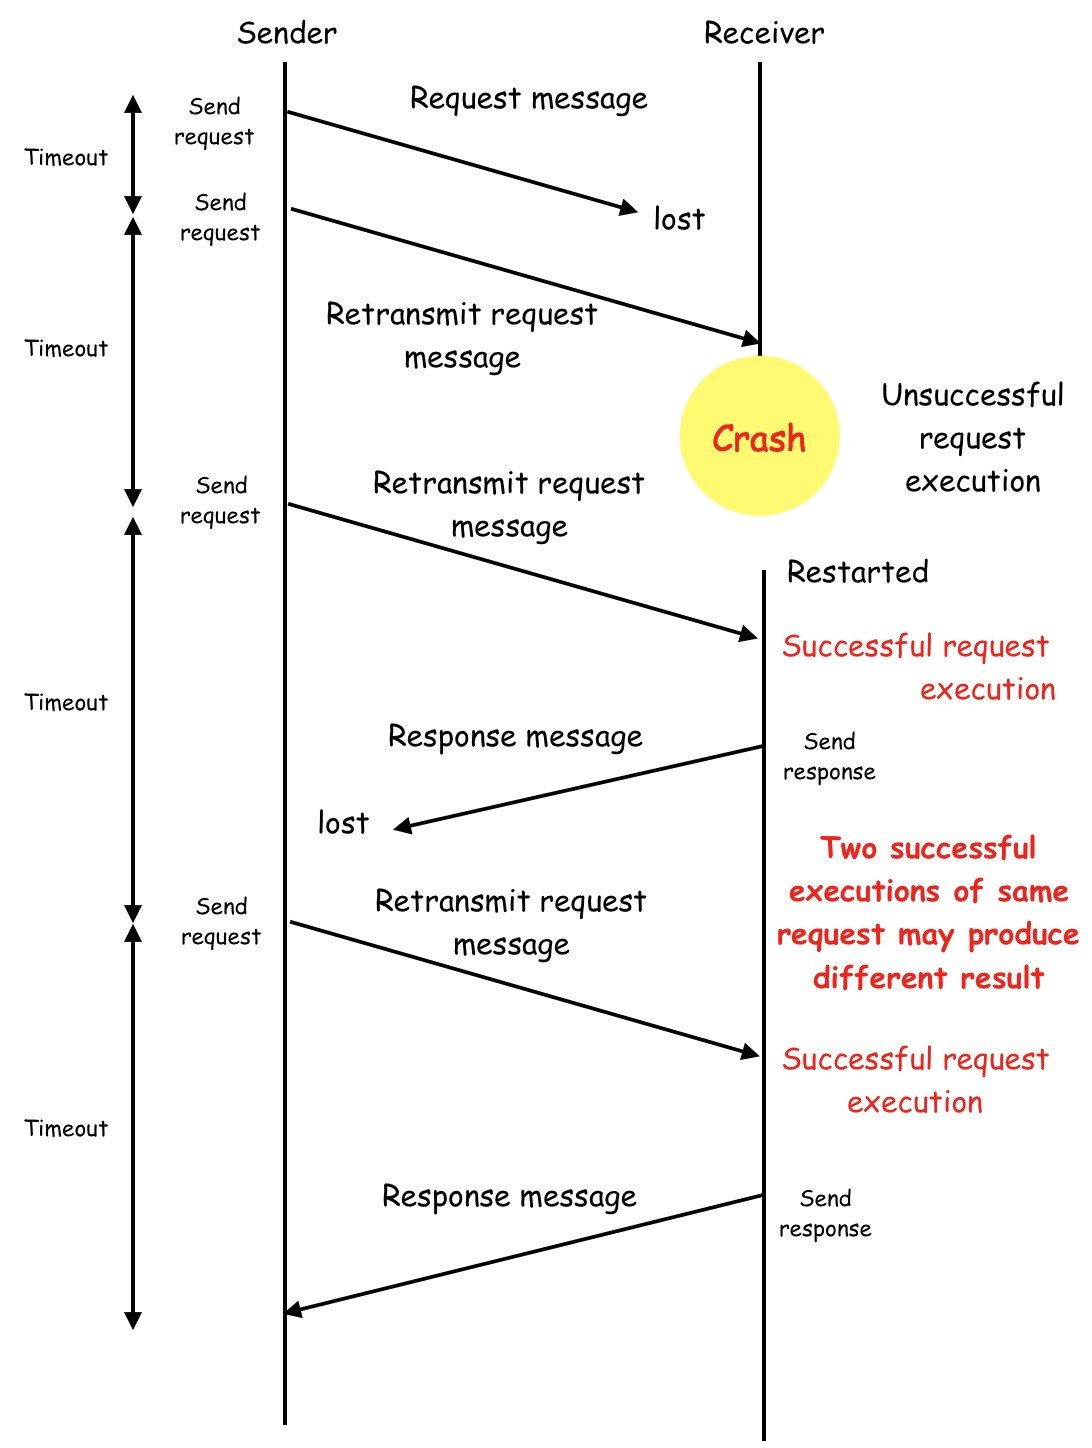 Sender
Receiver
Request message
Send
request
Timeout
Send
request
lost
Retransmit request
message
Timeout
Crash
Unsuccessful
request
execution
Send
request
Retransmit request
message
Restarted
Successful request
execution
Timeout
Response message
Send
response
lost
Two successful
executions of same
request may produce
different result
Send
request
Retransmit request
message
Successful request
execution
Timeout
Response message
Send
response